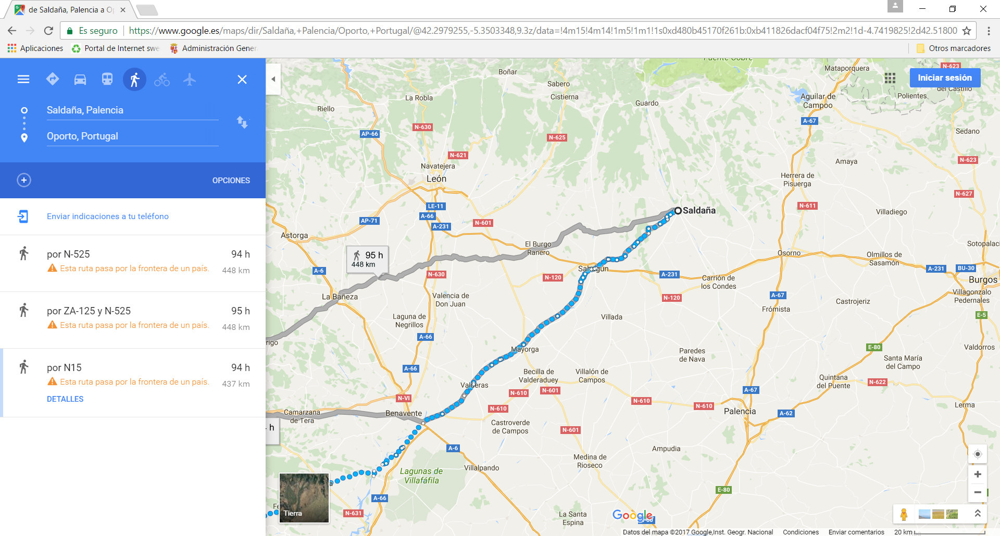 de Saldaña, Palencia a Op
Es seguro
https://www.google.es/maps/dir/Saldaña,+Palencia/Oporto,+Portugal/@42.2979255,-5.3503348,9.3z/data=!4m15!4m14!1m5!1m1!1s0xd480b45170f261b:0xb411826dacf04f75!2m2!1d-4.7419825!2d42.51800
Aplicaciones
Portal de Internet swe
Administración Gener
Otros marcadores
Saldaña, Palencia
Oporto, Portugal
OPCIONES
Enviar indicaciones a tu teléfono
por N-525 94 h
Esta ruta pasa por la frontera de un país. 448 km
por ZA-125 y N-525 95 h
Esta ruta pasa por la frontera de un país. 448 km
por N15 94 h
Esta ruta pasa por la frontera de un país. 437 km
DETALLES
Iniciar sesión
Fuente Cobre
Boñar
Mataporquera
N-623
Sabero
Cistierna
La Robla
Guardo
Aguilar de
Campoo
Polientes
del Castillo
Riello
N-630
A-67
AP-66
N-625
Sedano
N-621
Navatejera
León
Amaya
N-623
Herrera de
Pisuerga
N-627
LE-11
A-66
A-231
AP-71
N-601
Saldaña
N-611
Villadiego
Astorga
El Burgo
Ranero
Sotopalac
95 h
448 km
Osorno
Olmillos de
Sasamón
A-6
N-630
Sahagún
N-120
A-231
Carrión de
los Condes
A-231
BU-30
Burgos
La Bañeza
Valencia de
Don Juan
N-120
A-67
Castrojeriz
Villagonzalo
Pedernales
Frómista
E-5
Laguna de
Negrillos
Villada
A-66
rigo
Mayorga
Paredes
de Nava
E-80
Valdorros
Santa María
del Campo
A-66
Becilla de
Valderaduey
Villalón de
Campos
Quintana
del Puente
N-622
Valderas
N-610
N-601
A-67
N-VI
N-610
N-610
N-610
Lerma
Camarzana
de Tera
Benavente
Palencia
A-62
h
Castroverde
de Campos
N-601
A-6
Ampudia
Medina de
Rioseco
Villalpando
Lagunas de
Villafáfila
a
E-80
A-66
Fe
Tierra
N-631
La Santa
Espina
Google
A-60
Datos del mapa ©2017 Google,Inst. Geogr. Nacional Condiciones Enviar comentarios 20 km